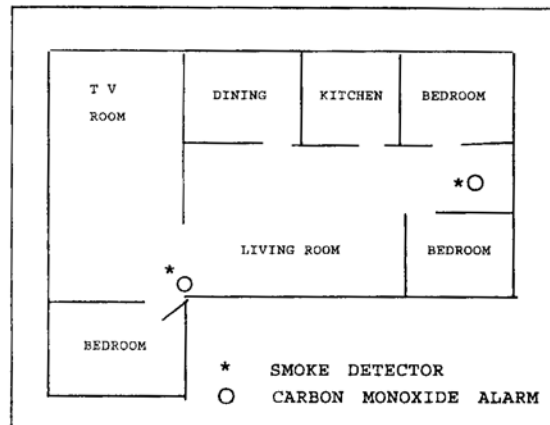 T V
ROOM
DINING
KITCHEN
BEDROOM
* O
LIVING ROOM
BEDROOM
* O
BEDROOM
* SMOKE DETECTOR
O CARBON MONOXIDE ALARM